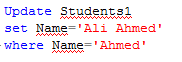 Update Students1
set Name='Ali Ahmed'
where Name='Ahmed'